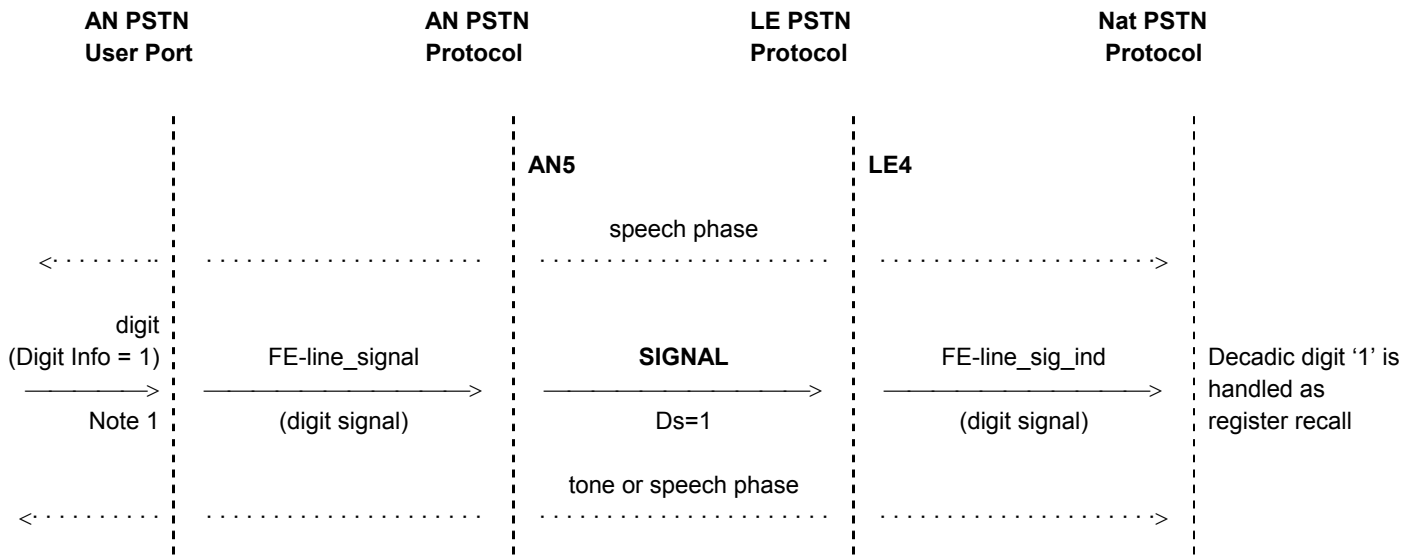 AN PSTN User Port
AN PSTN Protocol
LE PSTN Protocol
Nat PSTN Protocol
AN5
LE4
speech phase
digit
(Digit Info = 1)
Note 1
FE-line_signal
(digit signal)
SIGNAL
Ds=1
FE-line_sig_ind
(digit signal)
Decadic digit ‘1’ is
handled as
register recall
tone or speech phase